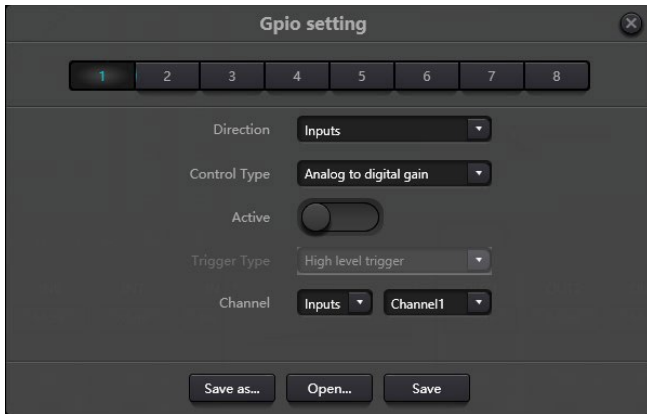 Gpio setting
1 2 3 4 5 6 7 8
Direction Inputs
Control Type Analog to digital gain
Active
Trigger Type High level trigger
Channel Inputs Channel1
Save as... Open... Save